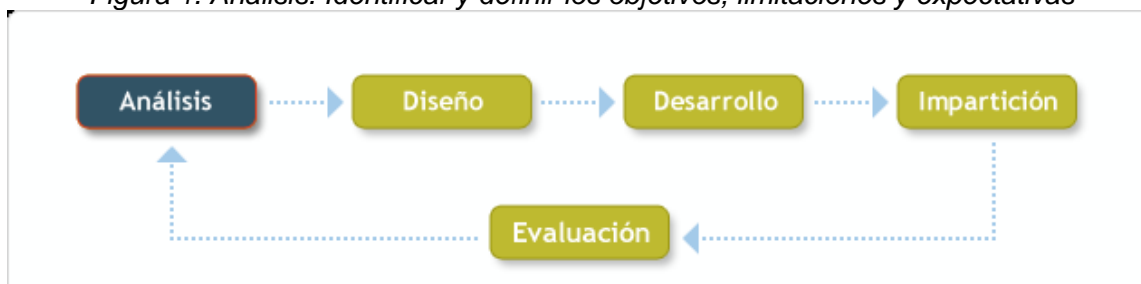 Figura 1. Análisis: Identificar y definir los objetivos, limitaciones y expectativas
Análisis
Diseño
Desarrollo
Impartición
Evaluación